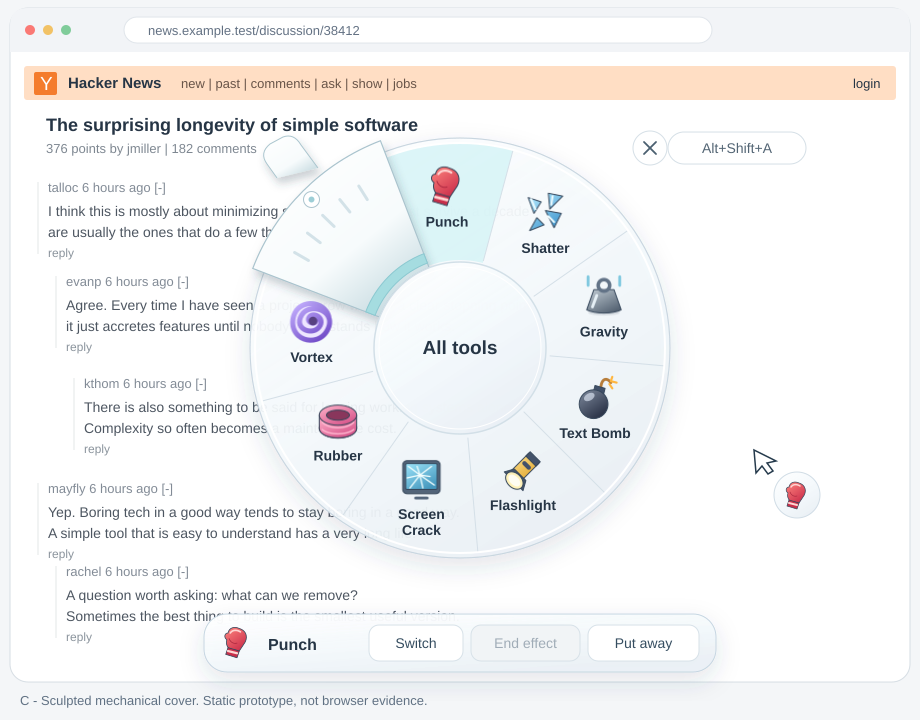 news.example.test/discussion/38412
Y Hacker News new | past | comments | ask | show | jobs login
The surprising longevity of simple software
376 points by jmiller | 182 comments
Alt+Shift+A
talloc 6 hours ago [-]
I think this is mostly about minimizing
are usually the ones that do a few
reply
evanp 6 hours ago [-]
Agree. Every time I have seen
it just accretes features until nobody
reply
kthom 6 hours ago [-]
There is also something to be said for
Complexity so often becomes a cost.
reply
mayfly 6 hours ago [-]
Yep. Boring tech in a good way tends to stay
A simple tool that is easy to understand has a very
reply
rachel 6 hours ago [-]
A question worth asking: what can we remove?
Sometimes the best thing to build is the smallest useful version.
reply
Punch
Shatter
Gravity
Text Bomb
Flashlight
Screen
Crack
Rubber
Vortex
All tools
Punch Switch End effect Put away
C - Sculpted mechanical cover. Static prototype, not browser evidence.